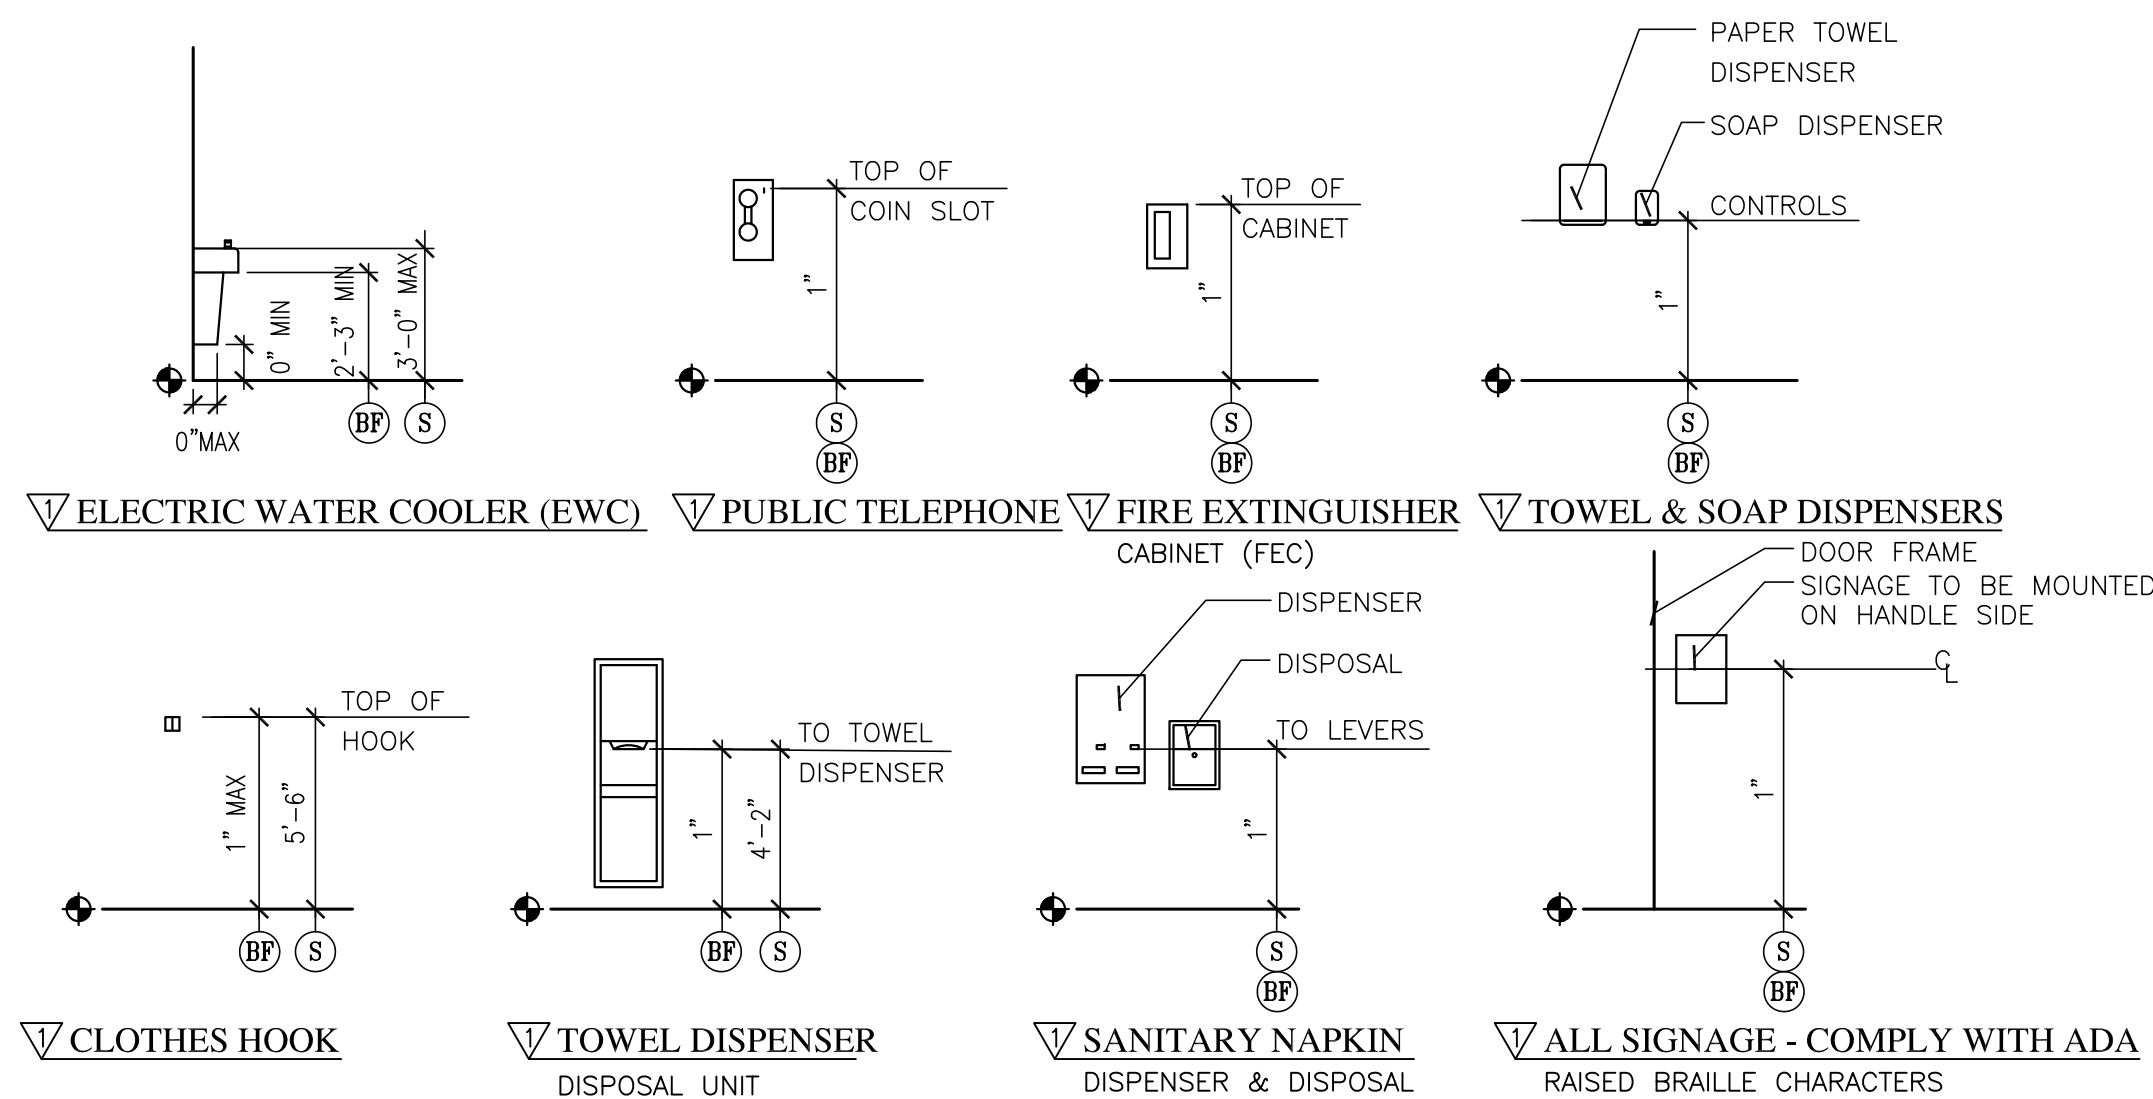 PAPER TOWEL
DISPENSER
SOAP DISPENSER
CONTROLS
1"
S
BF
TOP OF
COIN SLOT
1"
S
BF
TOP OF
CABINET
1"
S
BF
0" MIN
2'-3" MIN
3'-0" MAX
0"MAX
BF
S
1 ELECTRIC WATER COOLER (EWC)
1 PUBLIC TELEPHONE
1 FIRE EXTINGUISHER
CABINET (FEC)
1 TOWEL & SOAP DISPENSERS
TOP OF
HOOK
1" MAX
5'-6"
BF
S
TO TOWEL
DISPENSER
1"
4'-2"
BF
S
DISPENSER
DISPOSAL
TO LEVERS
1"
S
BF
DOOR FRAME
SIGNAGE TO BE MOUNTED
ON HANDLE SIDE
CL
1"
S
BF
1 CLOTHES HOOK
1 TOWEL DISPENSER
DISPOSAL UNIT
1 SANITARY NAPKIN
DISPENSER & DISPOSAL
1 ALL SIGNAGE - COMPLY WITH ADA
RAISED BRAILLE CHARACTERS